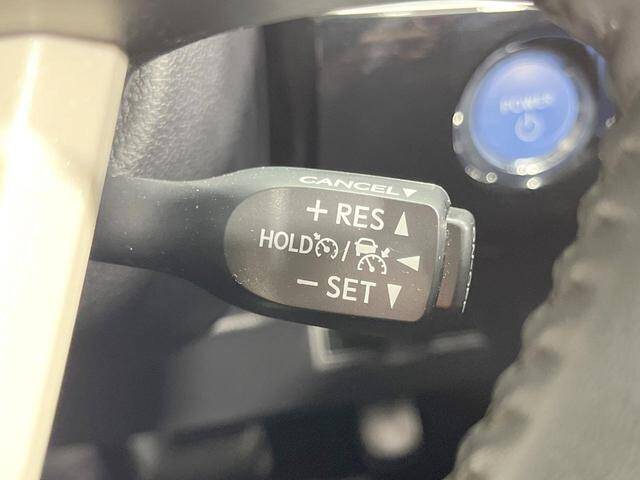 POWER
CANCEL▼
+ RES ▲
HOLD / ◀
− SET ▼